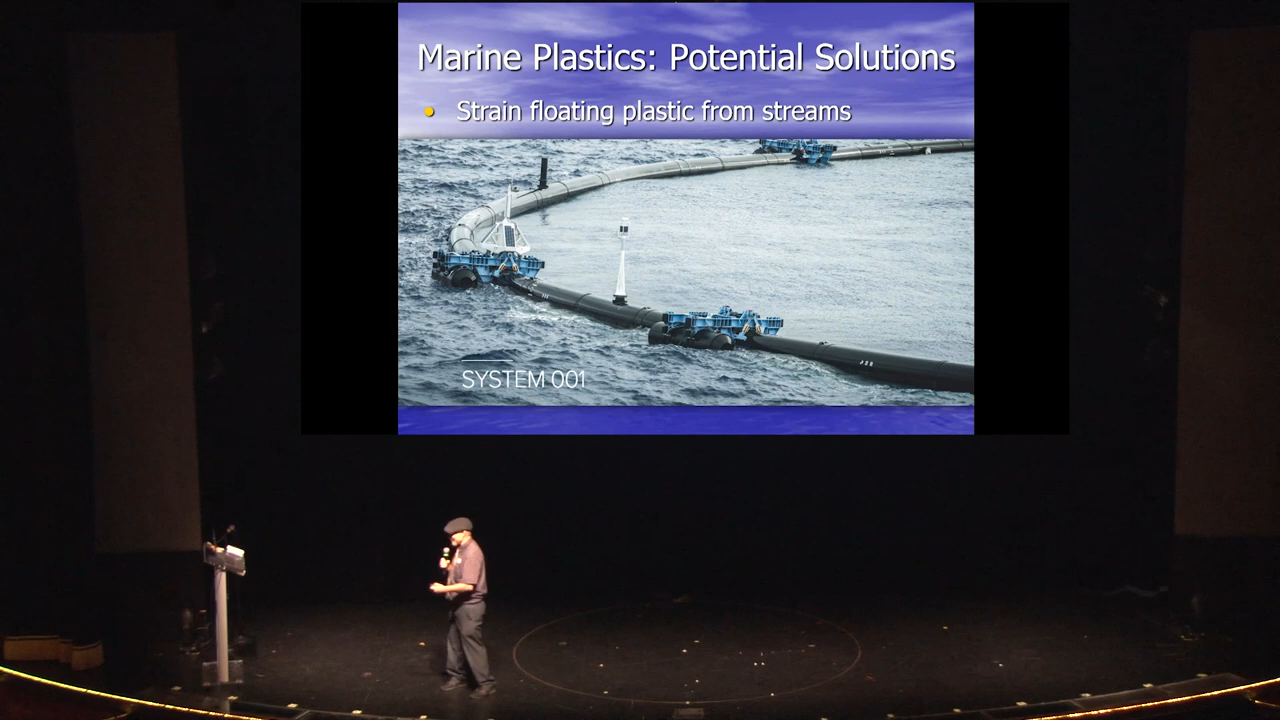 Marine Plastics: Potential Solutions
Strain floating plastic from streams
SYSTEM 001